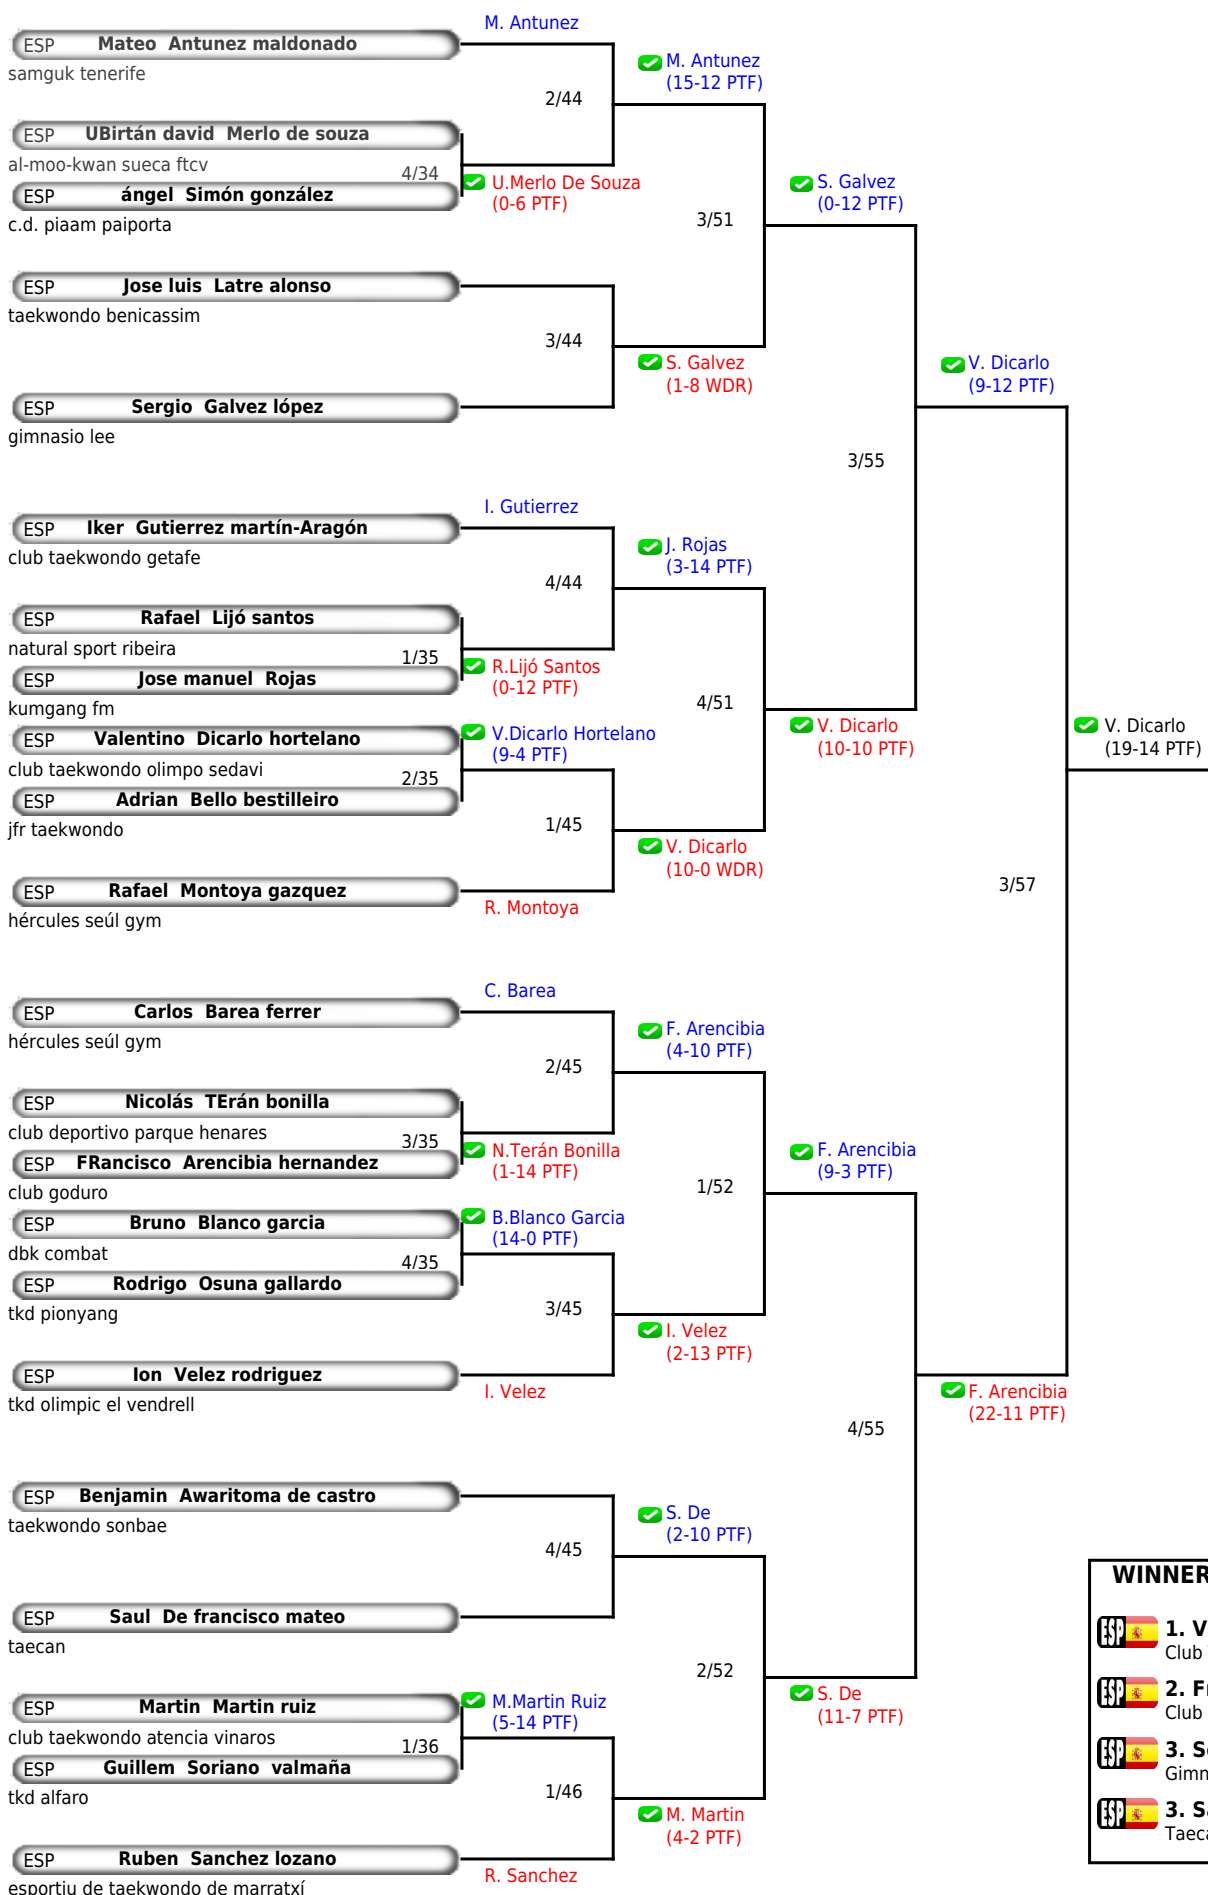 M. Antunez
ESP Mateo Antunez maldonado
samguk tenerife
M. Antunez
(15-12 PTF)
2/44
ESP UBirtán david Merlo de souza
al-moo-kwan sueca ftcv
4/34
U.Merlo De Souza
(0-6 PTF)
ESP ángel Simón gonzález
c.d. piaam paiporta
S. Galvez
(0-12 PTF)
3/51
ESP Jose luis Latre alonso
taekwondo benicassim
3/44
S. Galvez
(1-8 WDR)
V. Dicarlo
(9-12 PTF)
ESP Sergio Galvez lópez
gimnasio lee
3/55
I. Gutierrez
ESP Iker Gutierrez martín-Aragón
club taekwondo getafe
J. Rojas
(3-14 PTF)
4/44
ESP Rafael Lijó santos
natural sport ribeira
1/35
R.Lijó Santos
(0-12 PTF)
ESP Jose manuel Rojas
kumgang fm
4/51
V. Dicarlo
(10-10 PTF)
V. Dicarlo
(19-14 PTF)
ESP Valentino Dicarlo hortelano
club taekwondo olimpo sedavi
V.Dicarlo Hortelano
(9-4 PTF)
2/35
ESP Adrian Bello bestilleiro
jfr taekwondo
1/45
V. Dicarlo
(10-0 WDR)
ESP Rafael Montoya gazquez
hércules seúl gym
R. Montoya
3/57
C. Barea
ESP Carlos Barea ferrer
hércules seúl gym
F. Arencibia
(4-10 PTF)
2/45
ESP Nicolás TErán bonilla
club deportivo parque henares
3/35
N.Terán Bonilla
(1-14 PTF)
ESP FRancisco Arencibia hernandez
club goduro
F. Arencibia
(9-3 PTF)
1/52
ESP Bruno Blanco garcia
dbk combat
B.Blanco Garcia
(14-0 PTF)
4/35
ESP Rodrigo Osuna gallardo
tkd pionyang
3/45
I. Velez
(2-13 PTF)
ESP Ion Velez rodriguez
tkd olimpic el vendrell
I. Velez
F. Arencibia
(22-11 PTF)
4/55
ESP Benjamin Awaritoma de castro
taekwondo sonbae
S. De
(2-10 PTF)
4/45
ESP Saul De francisco mateo
taecan
2/52
S. De
(11-7 PTF)
ESP Martin Martin ruiz
club taekwondo atencia vinaros
M.Martin Ruiz
(5-14 PTF)
1/36
ESP Guillem Soriano valmaña
tkd alfaro
1/46
M. Martin
(4-2 PTF)
ESP Ruben Sanchez lozano
esportiu de taekwondo de marratxí
R. Sanchez
WINNER
ESP 1. V
Club
ESP 2. Fr
Club
ESP 3. Se
Gimn
ESP 3. Sa
Taeca